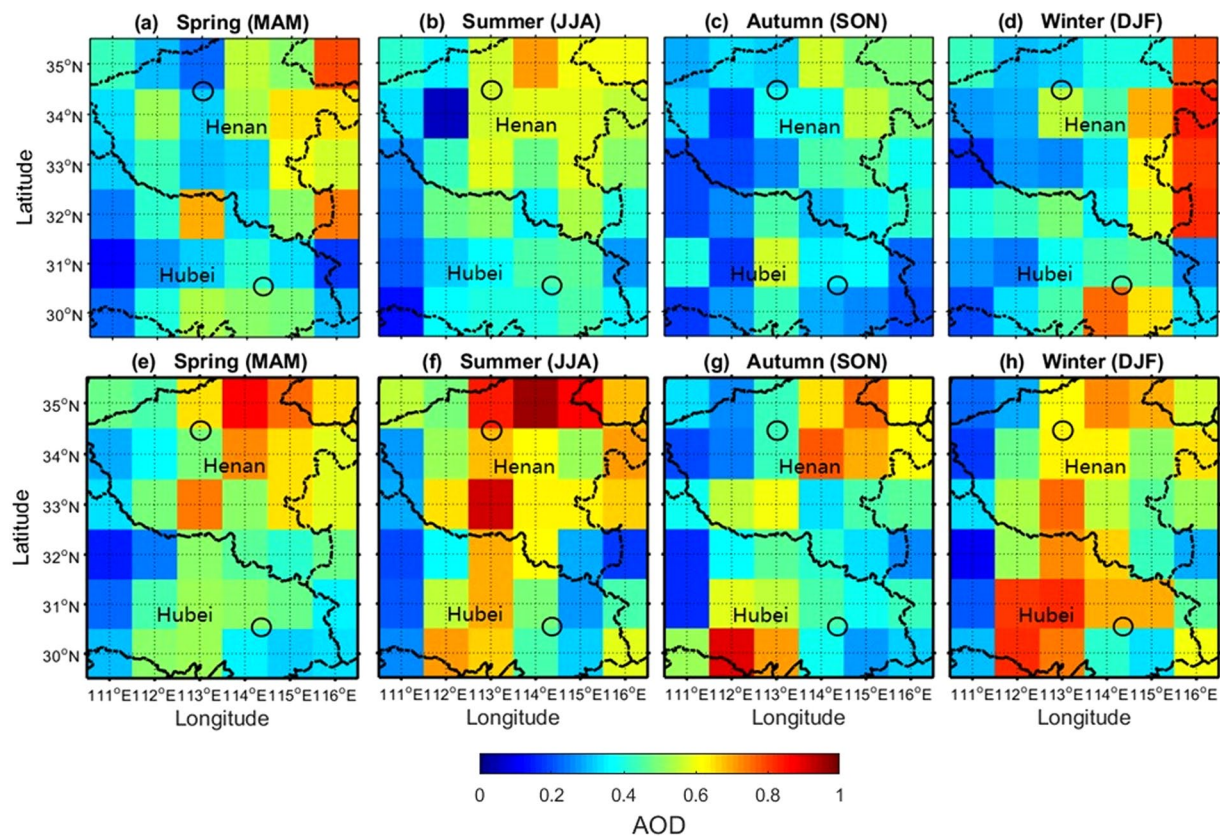 (a) Spring (MAM)
(b) Summer (JJA)
(c) Autumn (SON)
(d) Winter (DJF)
35°N
34°N
33°N
32°N
31°N
30°N
Latitude
Henan
Hubei
Henan
Hubei
Henan
Hubei
Henan
Hubei
(e) Spring (MAM)
(f) Summer (JJA)
(g) Autumn (SON)
(h) Winter (DJF)
35°N
34°N
33°N
32°N
31°N
30°N
Latitude
Henan
Hubei
Henan
Hubei
Henan
Hubei
Henan
Hubei
111°E112°E113°E114°E115°E116°E
111°E112°E113°E114°E115°E116°E
111°E112°E113°E114°E115°E116°E
111°E112°E113°E114°E115°E116°E
Longitude
Longitude
Longitude
Longitude
0 0.2 0.4 0.6 0.8 1
AOD